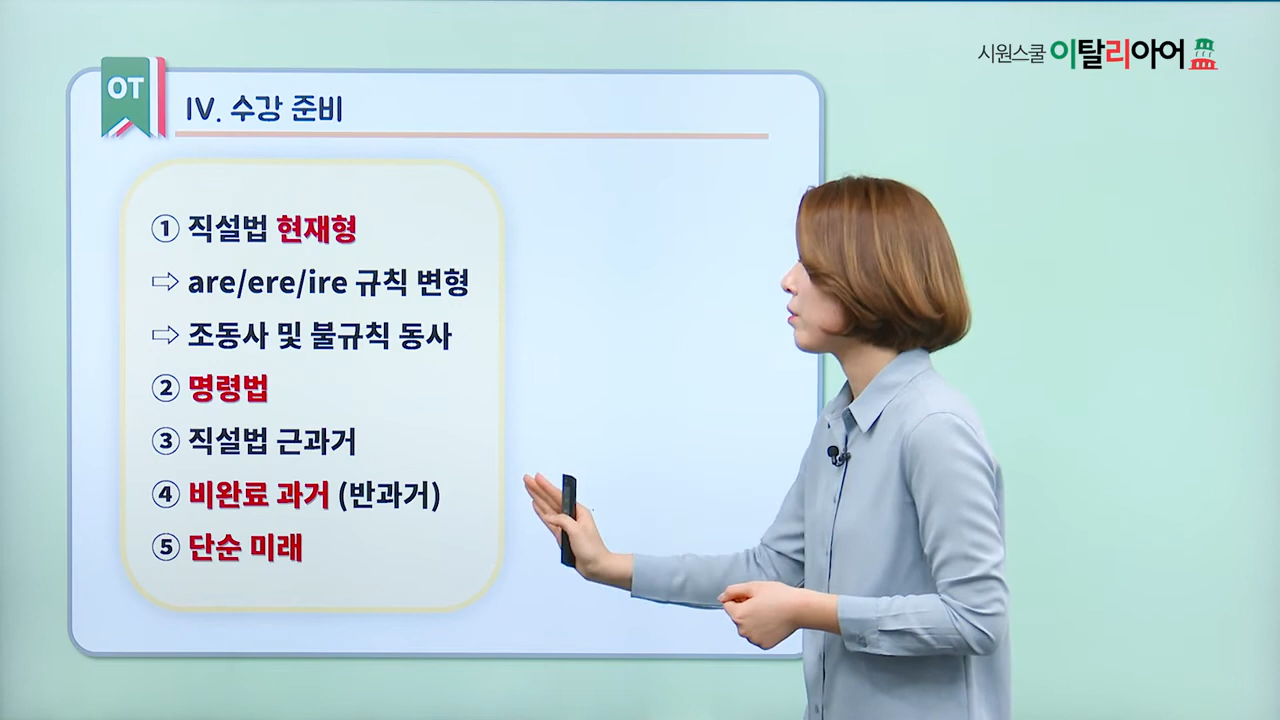 시원스쿨 이탈리아어
OT
IV. 수강 준비
① 직설법 현재형
⇨ are/ere/ire 규칙 변형
⇨ 조동사 및 불규칙 동사
② 명령법
③ 직설법 근과거
④ 비완료 과거 (반과거)
⑤ 단순 미래